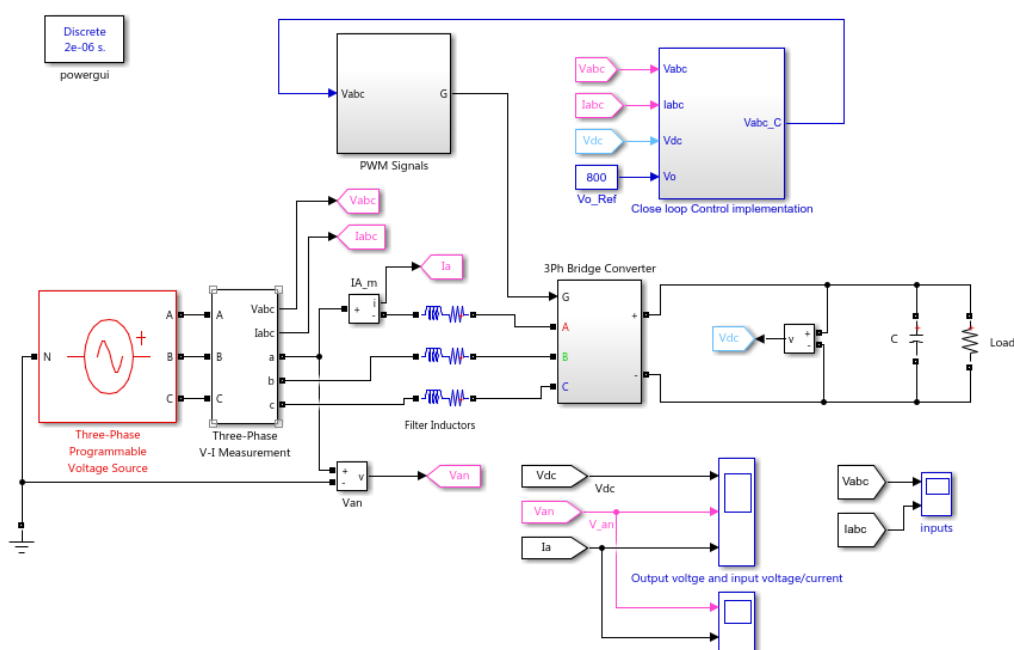 Discrete
2e-06 s.
powergui
Vabc
G
PWM Signals
Vabc
Iabc
Vdc
800
Vo_Ref
Vabc
Iabc
Vdc
Vo
Vabc_C
Close loop Control implementation
Vabc
Iabc
Ia
IA_m
+
i
-
3Ph Bridge Converter
G
A
B
C
+
-
N
A
B
C
+
Three-Phase
Programmable
Voltage Source
A
B
C
Vabc
Iabc
a
b
c
Three-Phase
V-I Measurement
Filter Inductors
Vdc
v
+
-
C
+
Load
+
-
v
Van
Van
Vdc
Vdc
Van
V_an
Ia
Output voltge and input voltage/current
Vabc
Iabc
inputs